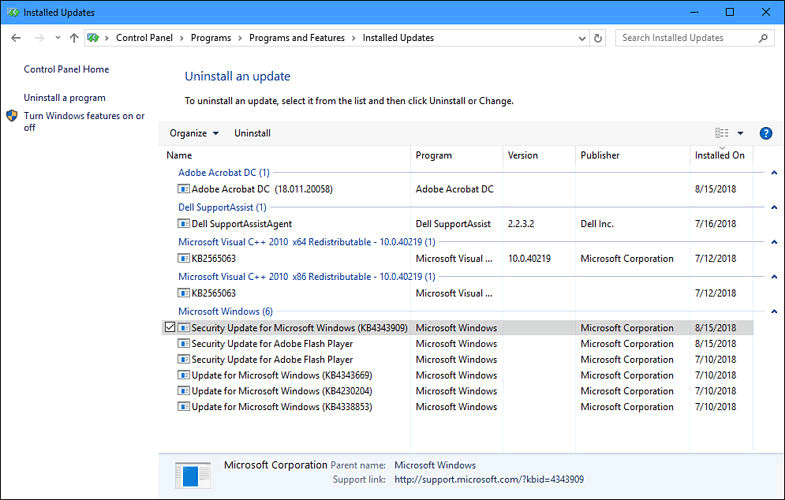 Installed Updates
Control Panel > Programs > Programs and Features > Installed Updates
Search Installed Updates
Control Panel Home
Uninstall a program
Turn Windows features on or
off
Uninstall an update
To uninstall an update, select it from the list and then click Uninstall or Change.
Organize Uninstall
Name Program Version Publisher Installed On
Adobe Acrobat DC (1)
Adobe Acrobat DC (18.011.20058) Adobe Acrobat DC 8/15/2018
Dell SupportAssist (1)
Dell SupportAssistAgent Dell SupportAssist 2.2.3.2 Dell Inc. 7/16/2018
Microsoft Visual C++ 2010 x64 Redistributable - 10.0.40219 (1)
KB2565063 Microsoft Visual ... 10.0.40219 Microsoft Corporation 7/12/2018
Microsoft Visual C++ 2010 x86 Redistributable - 10.0.40219 (1)
KB2565063 Microsoft Visual ... 7/12/2018
Microsoft Windows (6)
Security Update for Microsoft Windows (KB4343909) Microsoft Windows Microsoft Corporation 8/15/2018
Security Update for Adobe Flash Player Microsoft Windows Microsoft Corporation 8/15/2018
Security Update for Adobe Flash Player Microsoft Windows Microsoft Corporation 7/10/2018
Update for Microsoft Windows (KB4343669) Microsoft Windows Microsoft Corporation 7/10/2018
Update for Microsoft Windows (KB4230204) Microsoft Windows Microsoft Corporation 7/10/2018
Update for Microsoft Windows (KB4338853) Microsoft Windows Microsoft Corporation 7/10/2018
Microsoft Corporation Parent name: Microsoft Windows
Support link: http://support.microsoft.com/?kbid=4343909